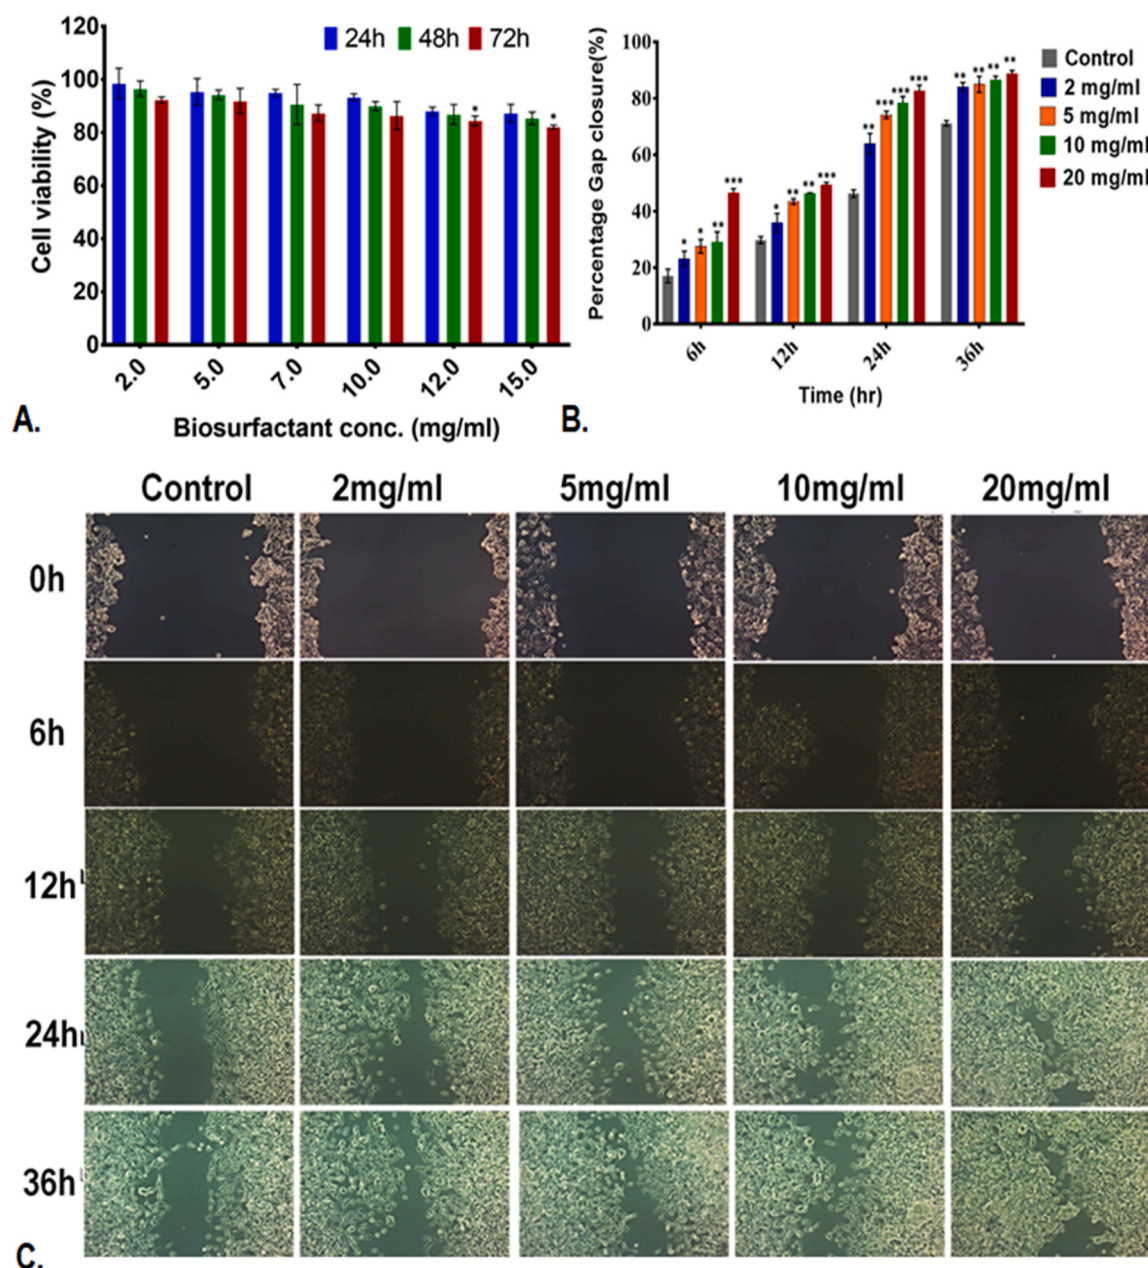 120
100
80
60
40
20
0
Cell viability (%)
24h 48h 72h
*
*
2.0 5.0 7.0 10.0 12.0 15.0
Biosurfactant conc. (mg/ml)
A.
100
80
60
40
20
0
Percentage Gap closure(%)
* * ** ***
* ** ** ***
** *** *** ***
** ** ** **
Control
2 mg/ml
5 mg/ml
10 mg/ml
20 mg/ml
6h 12h 24h 36h
Time (hr)
B.
Control 2mg/ml 5mg/ml 10mg/ml 20mg/ml
0h
6h
12h
24h
36h
C.